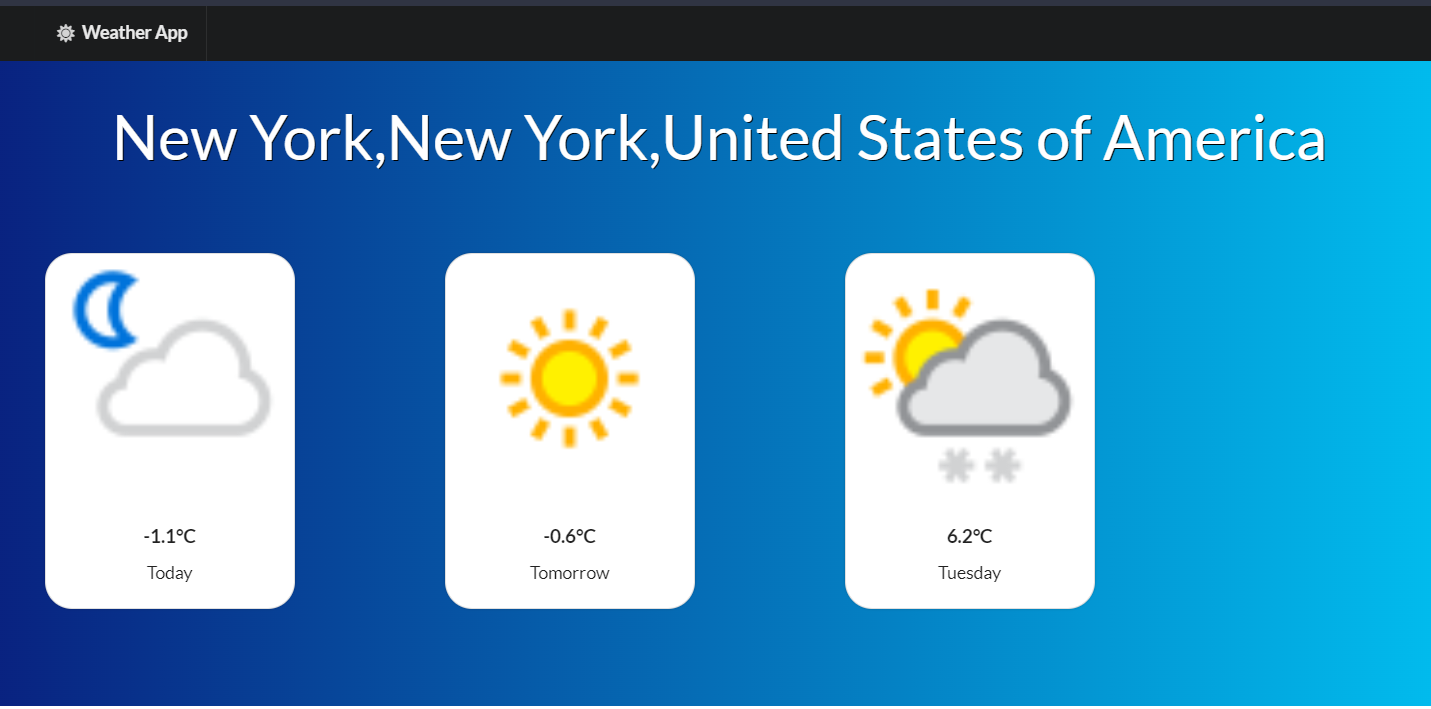 Weather App
New York,New York,United States of America
-1.1°C
Today
-0.6°C
Tomorrow
6.2°C
Tuesday